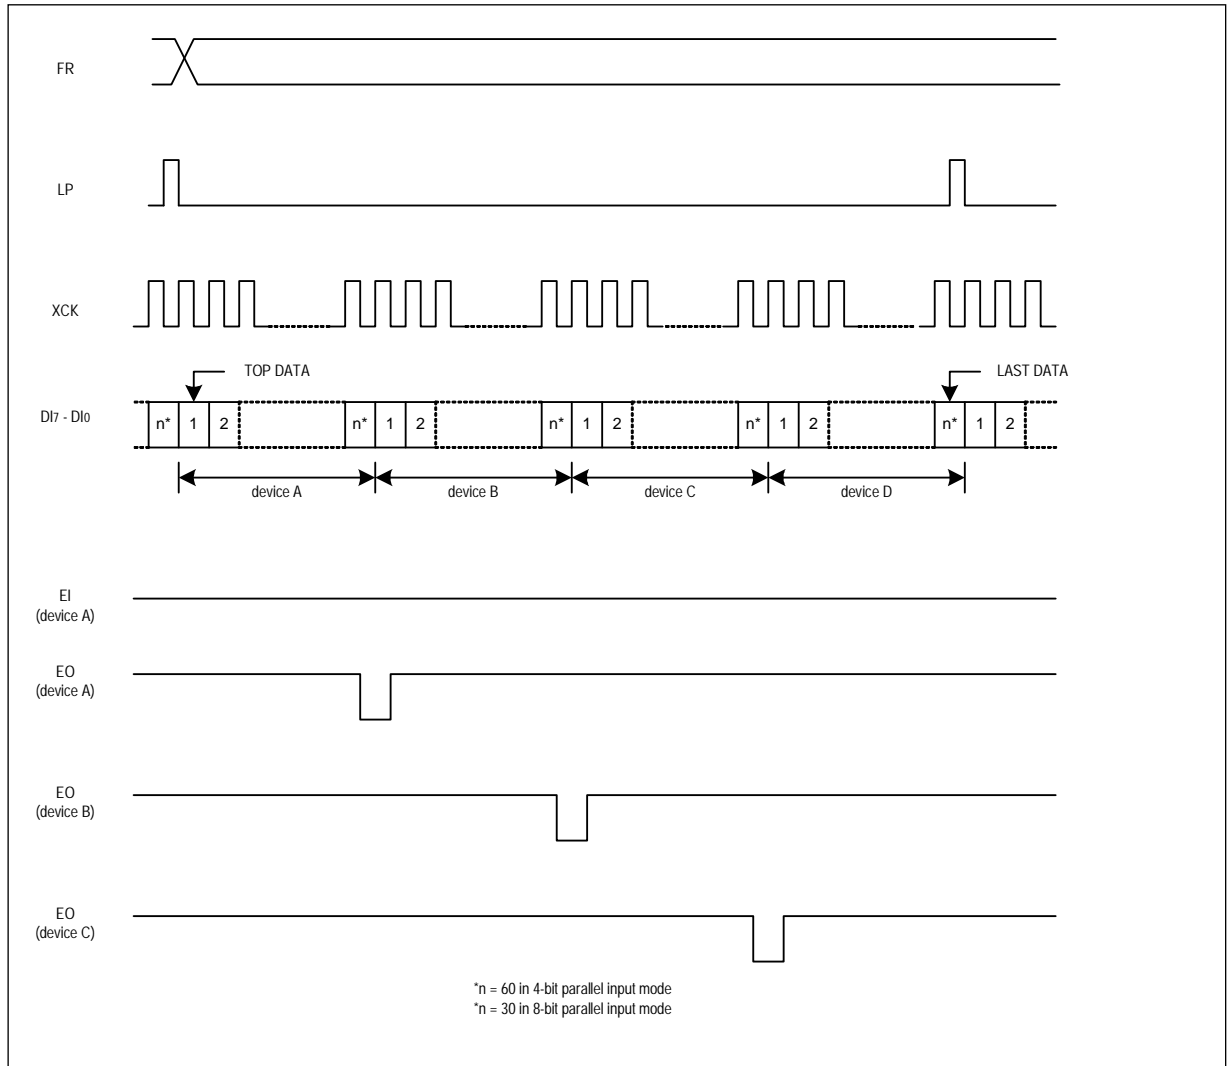 FR
LP
XCK
TOP DATA
LAST DATA
DI7 - DI0
n* 1 2 n* 1 2 n* 1 2 n* 1 2 n* 1 2
device A device B device C device D
EI
(device A)
EO
(device A)
EO
(device B)
EO
(device C)
*n = 60 in 4-bit parallel input mode
*n = 30 in 8-bit parallel input mode